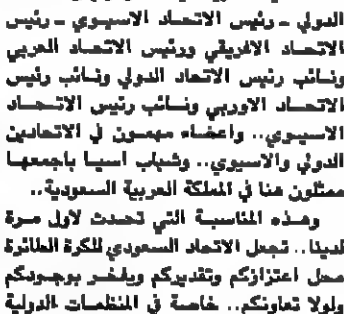 الدولي ـ رئيس الاتحاد الاسيوي ـ رئيس
الاتحاد الافريقي ورئيس الاتحاد العربي
ونائب رئيس الاتحاد الدولي ونائب رئيس
الاتحاد الاوربي ونائب رئيس الاتحاد
الاسيوي.. واعضاء مهمون في الاتحادين
الدولي والاسيوي.. وشباب اسيا باجمعها
ممثلون هنا في المملكة العربية السعودية..
وهذه المناسبة التي تحدث لاول مرة
لدينا.. تجعل الاتحاد السعودي للكرة الطائرة
محل اعتزازكم وتقديركم ويفخر بوجودكم
ولولا تعاونكم.. خاصة في المنظمات الدولية